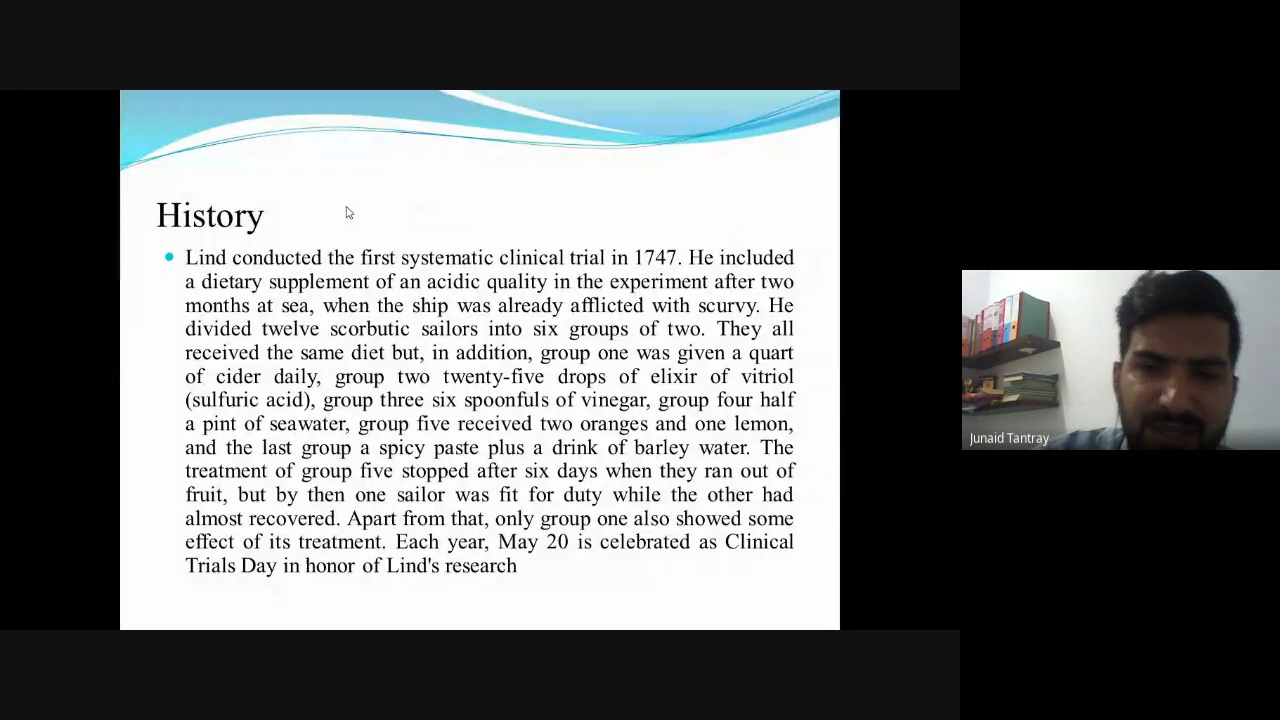 History
Lind conducted the first systematic clinical trial in 1747. He included
a dietary supplement of an acidic quality in the experiment after two
months at sea, when the ship was already afflicted with scurvy. He
divided twelve scorbutic sailors into six groups of two. They all
received the same diet but, in addition, group one was given a quart
of cider daily, group two twenty-five drops of elixir of vitriol
(sulfuric acid), group three six spoonfuls of vinegar, group four half
a pint of seawater, group five received two oranges and one lemon,
and the last group a spicy paste plus a drink of barley water. The
treatment of group five stopped after six days when they ran out of
fruit, but by then one sailor was fit for duty while the other had
almost recovered. Apart from that, only group one also showed some
effect of its treatment. Each year, May 20 is celebrated as Clinical
Trials Day in honor of Lind's research
Junaid Tantray